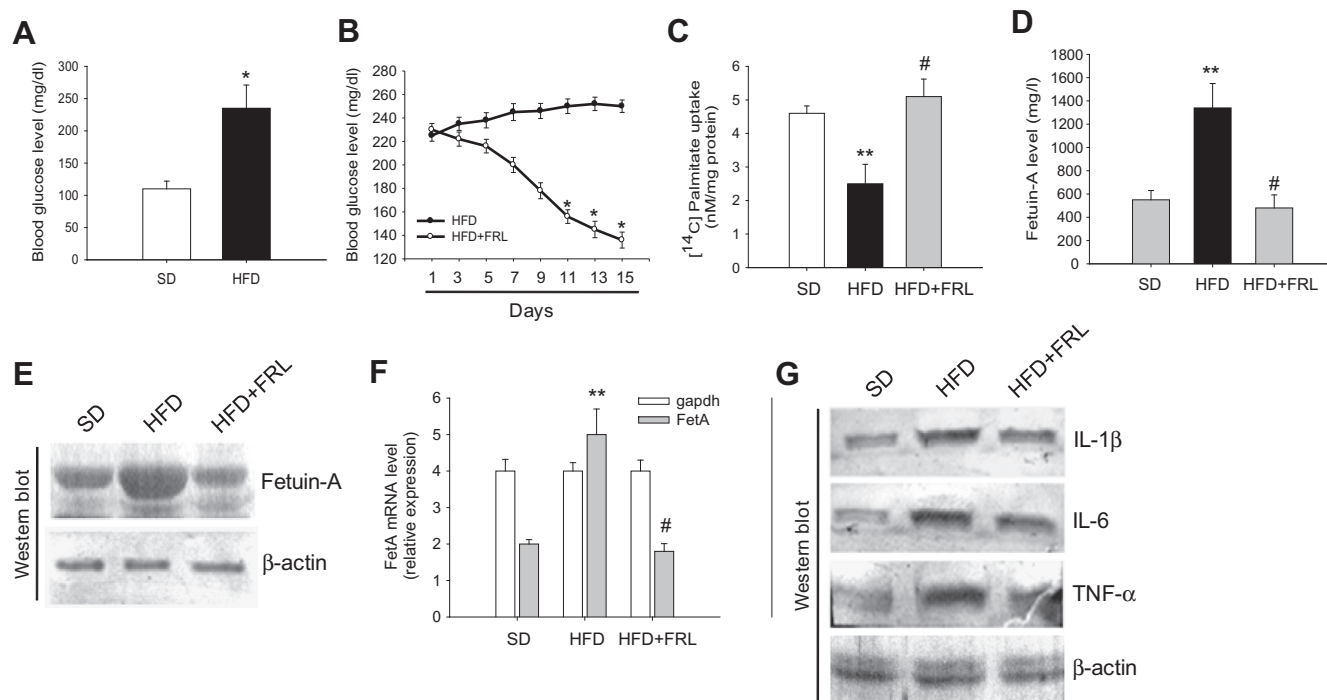 A
Blood glucose level (mg/dl)
300
250
200
150
100
50
0
*
SD
HFD
B
Blood glucose level (mg/dl)
280
260
240
220
200
180
160
140
120
HFD
HFD+FRL
*
*
*
1 3 5 7 9 11 13 15
Days
C
[¹⁴C] Palmitate uptake
(nM/mg protein)
6
5
4
3
2
1
0
**
#
SD
HFD
HFD+FRL
D
Fetuin-A level (mg/l)
1800
1600
1400
1200
1000
800
600
400
200
0
**
#
SD
HFD
HFD+FRL
E
SD
HFD
HFD+FRL
Western blot
Fetuin-A
β-actin
F
FetA mRNA level
(relative expression)
6
5
4
3
2
1
0
**
#
gapdh
FetA
SD
HFD
HFD+FRL
G
SD
HFD
HFD+FRL
Western blot
IL-1β
IL-6
TNF-α
β-actin